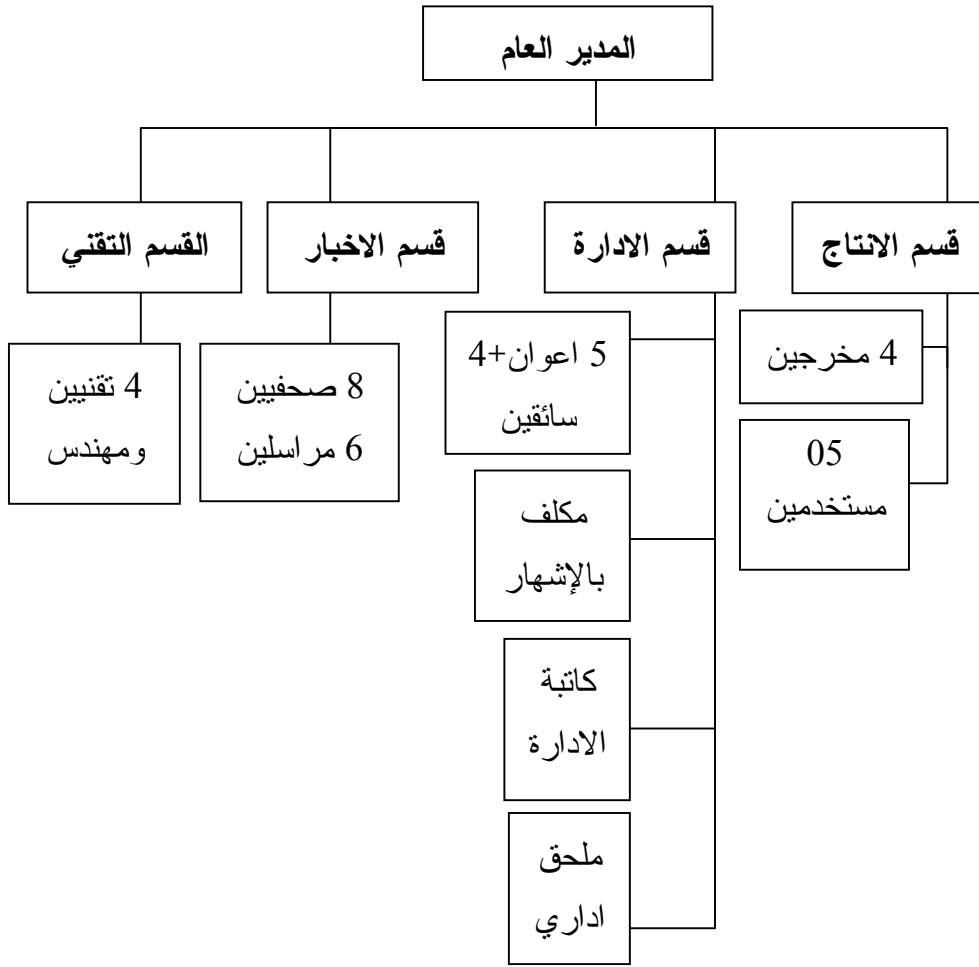 المدير العام
قسم الانتاج
قسم الادارة
قسم الاخبار
القسم التقني
4 مخرجين
05
مستخدمين
5 اعوان+4
سائقين
مكلف
بالإشهار
كاتبة
الادارة
ملحق
اداري
8 صحفيين
6 مراسلين
4 تقنيين
ومهندس